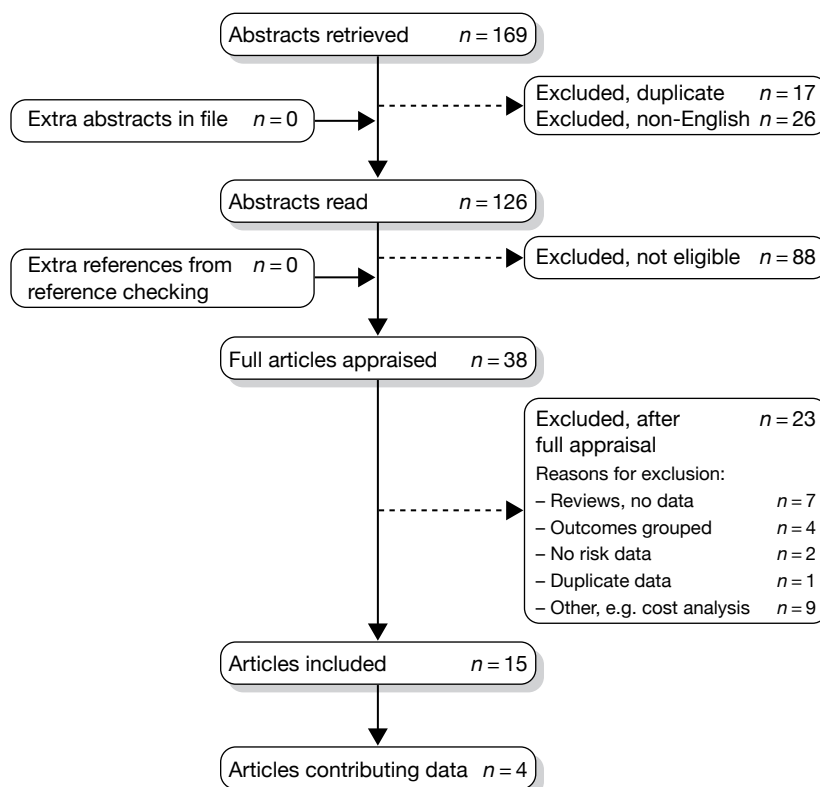 Abstracts retrieved n = 169
Excluded, duplicate n = 17
Excluded, non-English n = 26
Extra abstracts in file n = 0
Abstracts read n = 126
Excluded, not eligible n = 88
Extra references from n = 0
reference checking
Full articles appraised n = 38
Excluded, after n = 23
full appraisal
Reasons for exclusion:
– Reviews, no data n = 7
– Outcomes grouped n = 4
– No risk data n = 2
– Duplicate data n = 1
– Other, e.g. cost analysis n = 9
Articles included n = 15
Articles contributing data n = 4